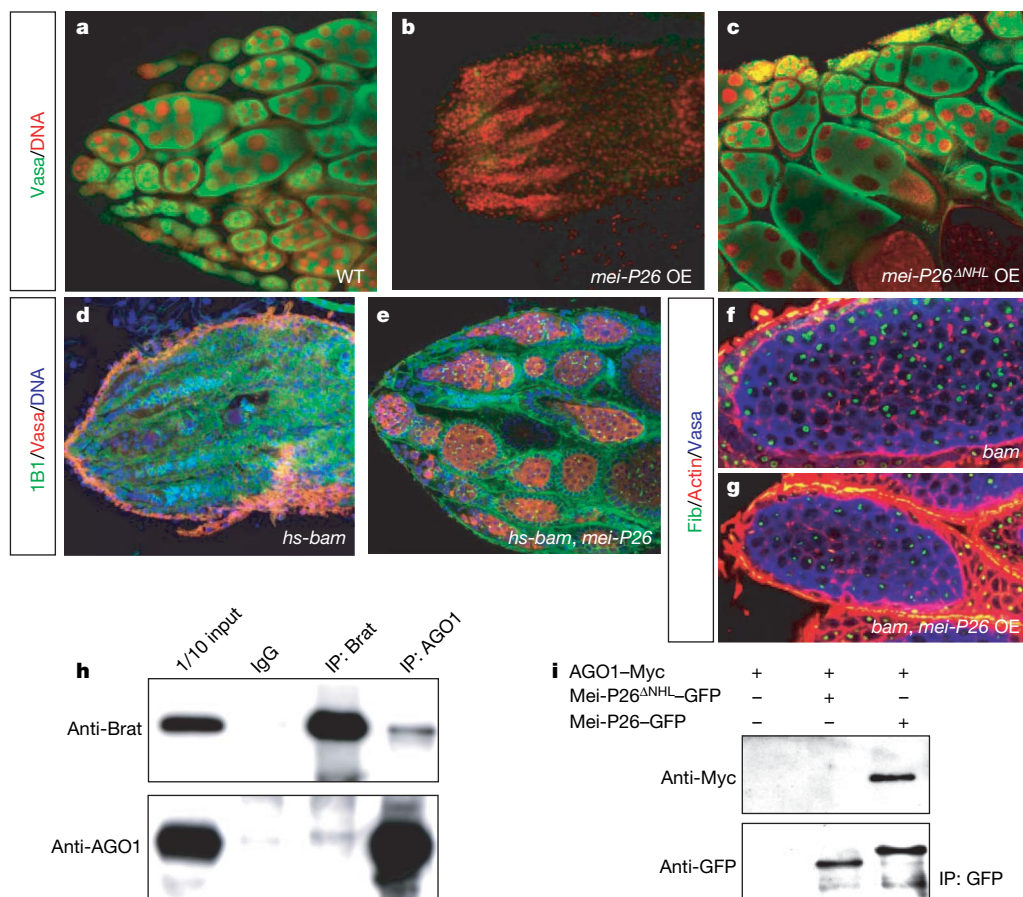 Vasa/DNA
a
WT
b
mei-P26 OE
c
mei-P26ΔNHL OE
1B1/Vasa/DNA
d
hs-bam
e
hs-bam, mei-P26
Fib/Actin/Vasa
f
bam
g
bam, mei-P26 OE
h
1/10 input
IgG
IP: Brat
IP: AGO1
Anti-Brat
Anti-AGO1
i
AGO1–Myc + + +
Mei-P26ΔNHL–GFP – + –
Mei-P26–GFP – – +
Anti-Myc
Anti-GFP
IP: GFP